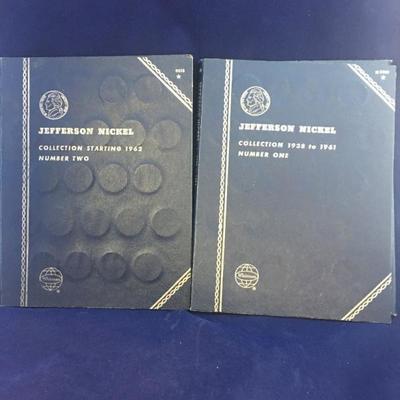 JEFFERSON NICKEL
COLLECTION STARTING 1962
NUMBER TWO
JEFFERSON NICKEL
COLLECTION 1938 to 1961
NUMBER ONE